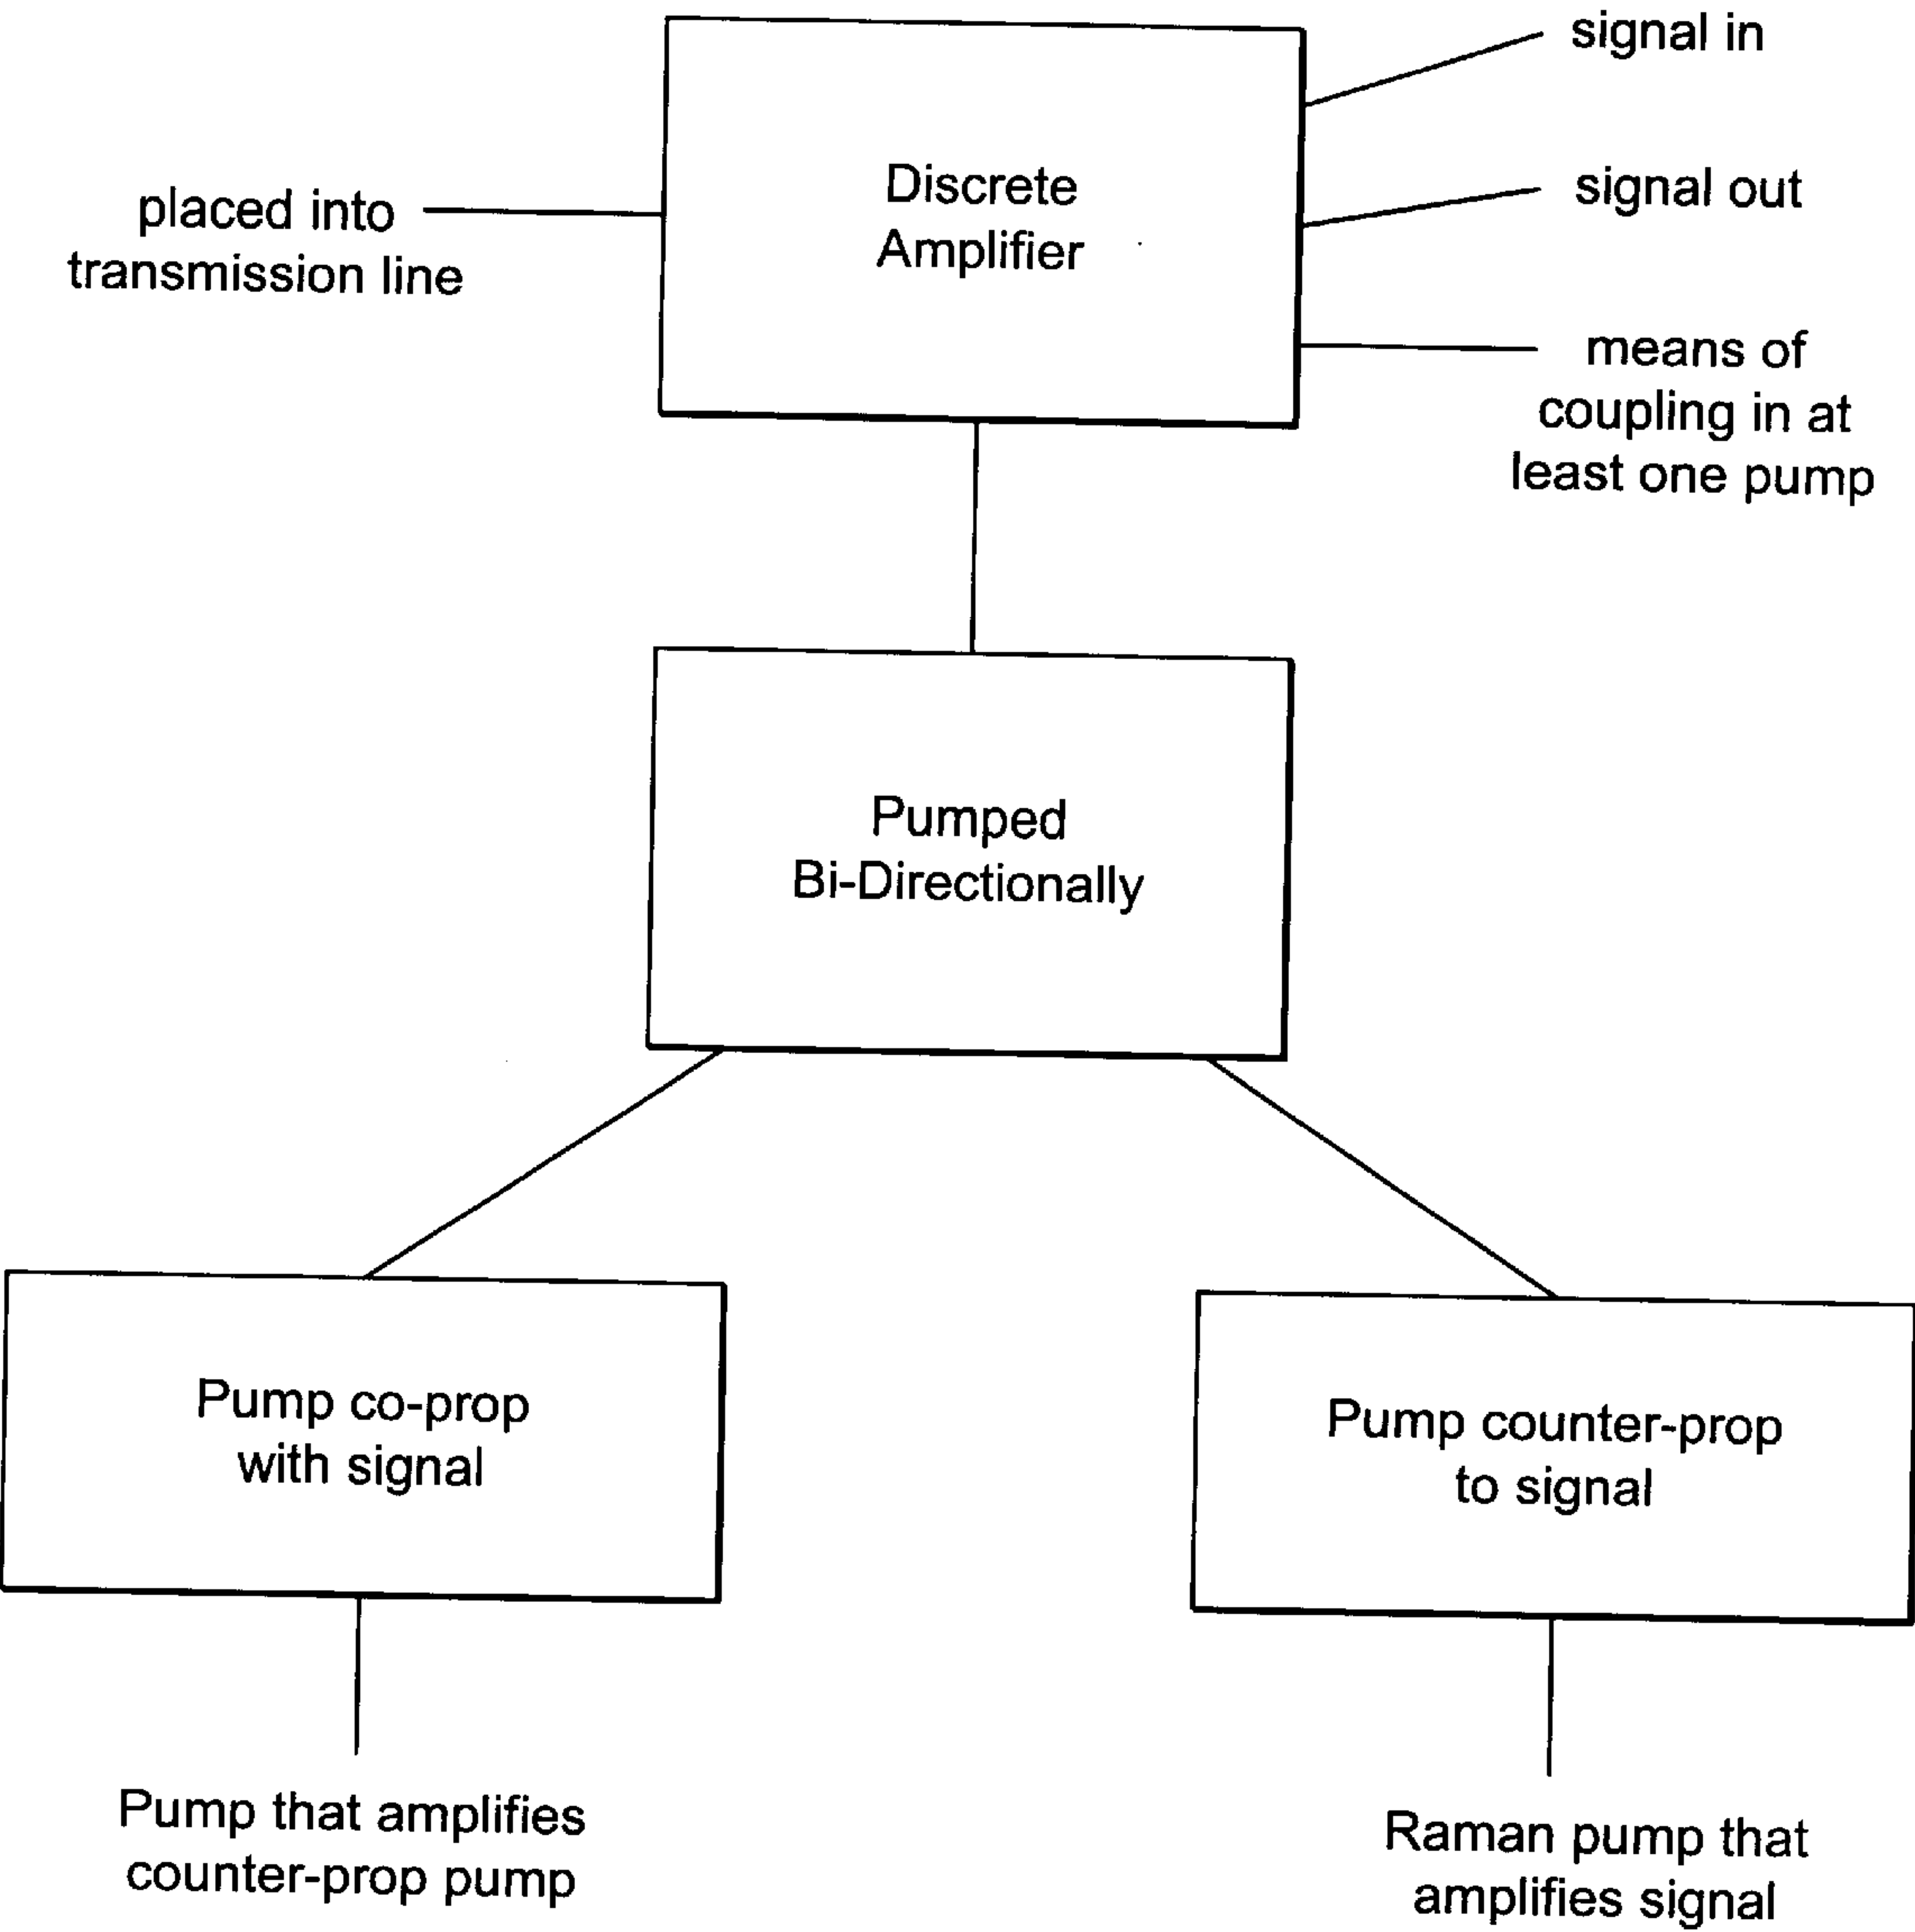 signal in
Discrete
Amplifier
signal out
placed into
transmission line
means of
coupling in at
least one pump
Pumped
Bi-Directionally
Pump co-prop
with signal
Pump counter-prop
to signal
Pump that amplifies
counter-prop pump
Raman pump that
amplifies signal